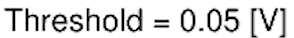 Threshold = 0.05 [V]